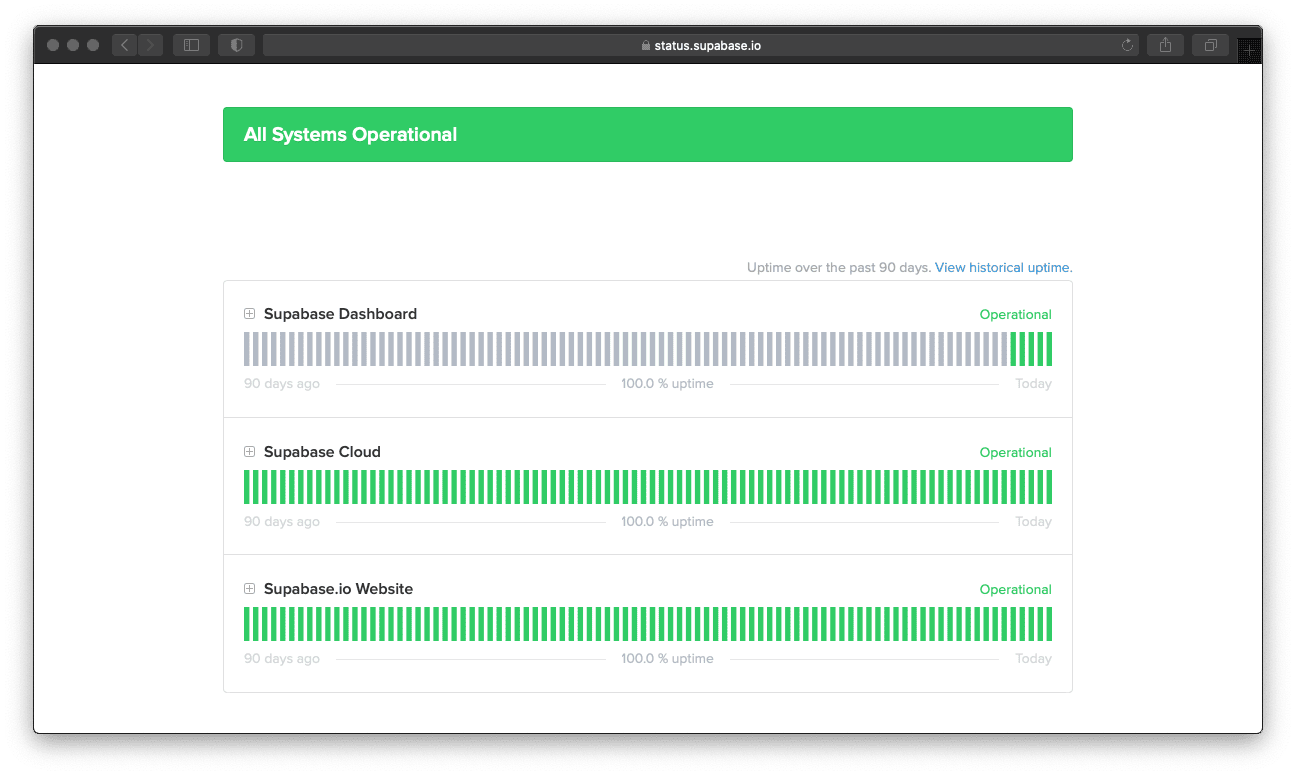 status.supabase.io
All Systems Operational
Uptime over the past 90 days. View historical uptime.
Supabase Dashboard Operational
90 days ago 100.0 % uptime Today
Supabase Cloud Operational
90 days ago 100.0 % uptime Today
Supabase.io Website Operational
90 days ago 100.0 % uptime Today